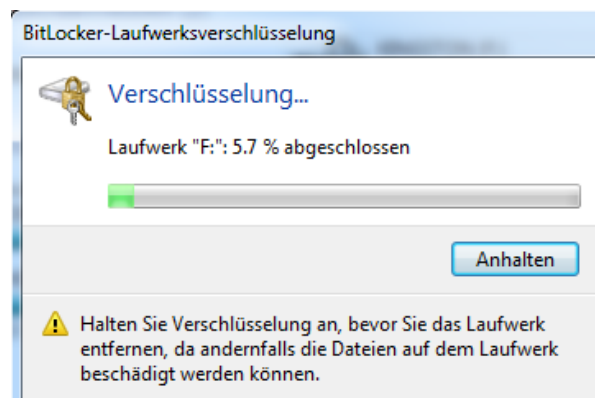 BitLocker-Laufwerksverschlüsselung
Verschlüsselung...
Laufwerk "F:": 5.7 % abgeschlossen
Anhalten
Halten Sie Verschlüsselung an, bevor Sie das Laufwerk
entfernen, da andernfalls die Dateien auf dem Laufwerk
beschädigt werden können.